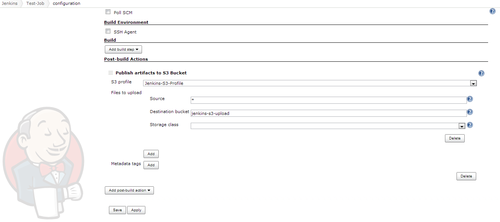 Jenkins Test-Job configuration
Poll SCM
Build Environment
SSH Agent
Build
Add build step
Post-build Actions
Publish artifacts to S3 Bucket
S3 profile Jenkins-S3-Profile
Files to upload
Source *
Destination bucket jenkins-s3-upload
Storage class
Delete
Add
Metadata tags Add
Delete
Add post-build action
Save Apply